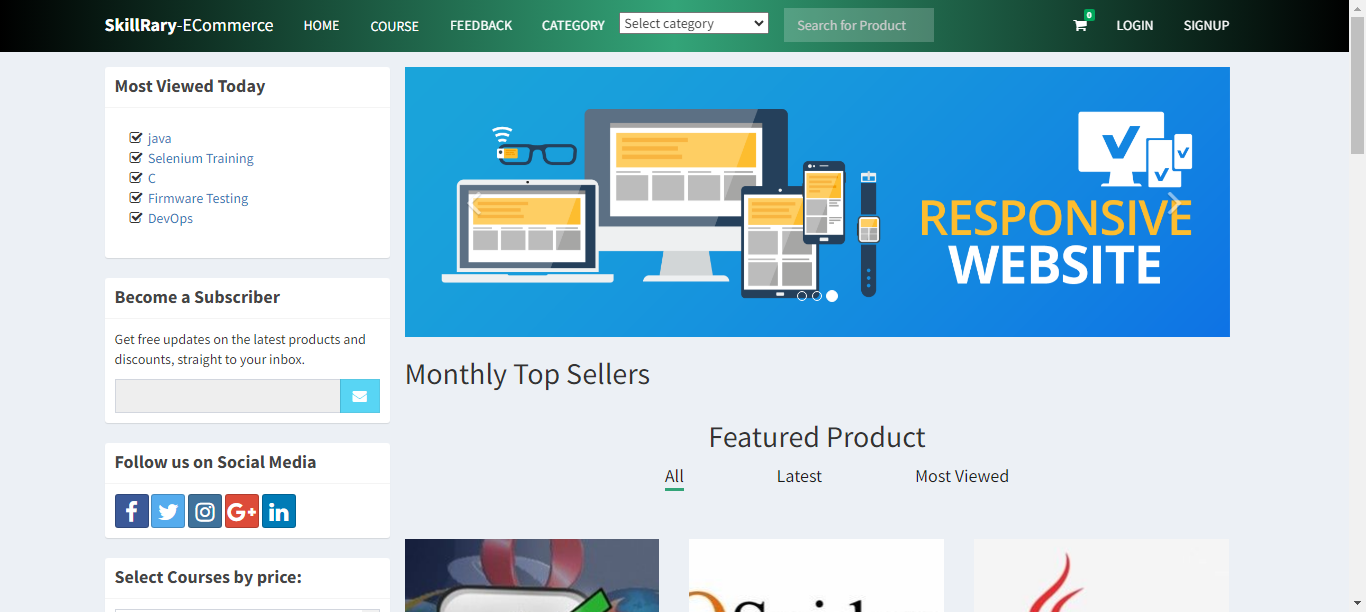 SkillRary-ECommerce
HOME
COURSE
FEEDBACK
CATEGORY
Select category
Search for Product
0
LOGIN
SIGNUP
Most Viewed Today
java
Selenium Training
C
Firmware Testing
DevOps
Become a Subscriber
Get free updates on the latest products and
discounts, straight to your inbox.
Follow us on Social Media
Select Courses by price:
RESPONSIVE
WEBSITE
Monthly Top Sellers
Featured Product
All
Latest
Most Viewed